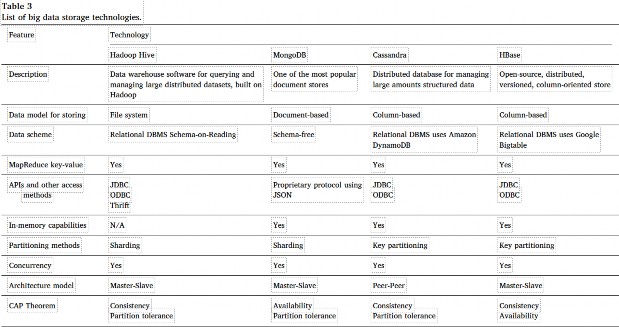 Table 3
List of big data storage technologies.
Feature Technology
Hadoop Hive MongoDB Cassandra HBase
Description Data warehouse software for querying and One of the most popular Distributed database for managing Open-source, distributed,
managing large distributed datasets, built on document stores large amounts structured data versioned, column-oriented store
Hadoop
Data model for storing File system Document-based Column-based Column-based
Data scheme Relational DBMS Schema-on-Reading Schema-free Relational DBMS uses Amazon Relational DBMS uses Google
DynamoDB Bigtable
MapReduce key-value Yes Yes Yes Yes
APIs and other access JDBC Proprietary protocol using JDBC JDBC
methods ODBC JSON ODBC ODBC
Thrift
In-memory capabilities N/A Yes Yes Yes
Partitioning methods Sharding Sharding Key partitioning Key partitioning
Concurrency Yes Yes Yes Yes
Architecture model Master-Slave Master-Slave Peer-Peer Master-Slave
CAP Theorem Consistency Availability Consistency Consistency
Partition tolerance Partition tolerance Partition tolerance Availability